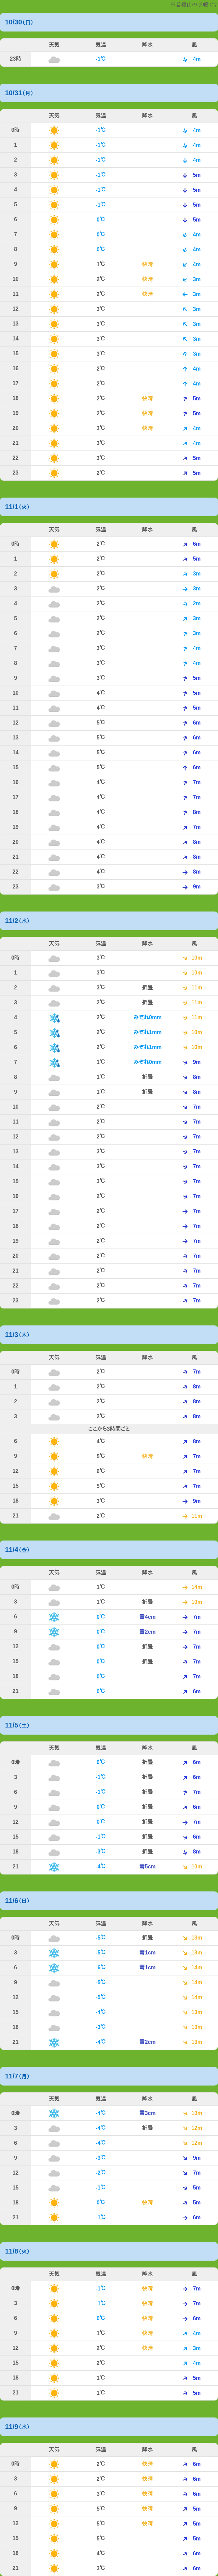 ※磐梯山の予報です
10/30(日)
天気 気温 降水 風
23時 -1℃ 4m
10/31(月)
天気 気温 降水 風
0時 -1℃ 4m
1 -1℃ 4m
2 -1℃ 4m
3 -1℃ 5m
4 -1℃ 5m
5 -1℃ 5m
6 0℃ 5m
7 0℃ 4m
8 0℃ 4m
9 1℃ 快晴 4m
10 2℃ 快晴 3m
11 2℃ 快晴 3m
12 3℃ 3m
13 3℃ 3m
14 3℃ 3m
15 3℃ 3m
16 2℃ 4m
17 2℃ 4m
18 2℃ 快晴 5m
19 2℃ 快晴 5m
20 3℃ 快晴 4m
21 3℃ 4m
22 3℃ 5m
23 2℃ 5m
11/1(火)
天気 気温 降水 風
0時 2℃ 6m
1 2℃ 5m
2 2℃ 3m
3 2℃ 3m
4 2℃ 2m
5 2℃ 3m
6 2℃ 3m
7 3℃ 4m
8 3℃ 4m
9 3℃ 5m
10 4℃ 5m
11 4℃ 5m
12 5℃ 6m
13 5℃ 6m
14 5℃ 6m
15 5℃ 6m
16 4℃ 7m
17 4℃ 7m
18 4℃ 8m
19 4℃ 7m
20 4℃ 8m
21 4℃ 8m
22 4℃ 8m
23 3℃ 9m
11/2(水)
天気 気温 降水 風
0時 3℃ 10m
1 3℃ 10m
2 3℃ 折曇 11m
3 2℃ 折曇 11m
4 2℃ みぞれ0mm 11m
5 2℃ みぞれ1mm 10m
6 2℃ みぞれ1mm 10m
7 1℃ みぞれ0mm 9m
8 1℃ 折曇 8m
9 1℃ 折曇 8m
10 2℃ 7m
11 2℃ 7m
12 2℃ 7m
13 3℃ 7m
14 3℃ 7m
15 3℃ 7m
16 2℃ 7m
17 2℃ 7m
18 2℃ 7m
19 2℃ 7m
20 2℃ 7m
21 2℃ 7m
22 2℃ 7m
23 2℃ 7m
11/3(木)
天気 気温 降水 風
0時 2℃ 7m
1 2℃ 8m
2 2℃ 8m
3 2℃ 8m
ここから3時間ごと
6 4℃ 8m
9 5℃ 快晴 7m
12 6℃ 7m
15 5℃ 7m
18 3℃ 9m
21 2℃ 11m
11/4(金)
天気 気温 降水 風
0時 1℃ 14m
3 1℃ 折曇 10m
6 0℃ 雪4cm 7m
9 0℃ 雪2cm 7m
12 0℃ 折曇 7m
15 0℃ 折曇 7m
18 0℃ 7m
21 0℃ 6m
11/5(土)
天気 気温 降水 風
0時 0℃ 折曇 6m
3 -1℃ 折曇 6m
6 -1℃ 折曇 7m
9 0℃ 折曇 6m
12 0℃ 折曇 7m
15 -1℃ 折曇 6m
18 -3℃ 折曇 8m
21 -4℃ 雪5cm 10m
11/6(日)
天気 気温 降水 風
0時 -5℃ 折曇 13m
3 -5℃ 雪1cm 13m
6 -6℃ 雪1cm 14m
9 -5℃ 14m
12 -5℃ 14m
15 -4℃ 13m
18 -3℃ 13m
21 -4℃ 雪2cm 13m
11/7(月)
天気 気温 降水 風
0時 -4℃ 雪3cm 12m
3 -4℃ 折曇 12m
6 -4℃ 12m
9 -3℃ 9m
12 -2℃ 7m
15 -1℃ 5m
18 0℃ 快晴 5m
21 -1℃ 6m
11/8(火)
天気 気温 降水 風
0時 -1℃ 快晴 7m
3 -1℃ 快晴 7m
6 0℃ 快晴 6m
9 1℃ 快晴 4m
12 2℃ 快晴 3m
15 2℃ 4m
18 1℃ 5m
21 1℃ 5m
11/9(水)
天気 気温 降水 風
0時 2℃ 快晴 6m
3 2℃ 快晴 6m
6 3℃ 快晴 6m
9 5℃ 快晴 5m
12 5℃ 快晴 5m
15 5℃ 5m
18 4℃ 6m
21 3℃ 6m